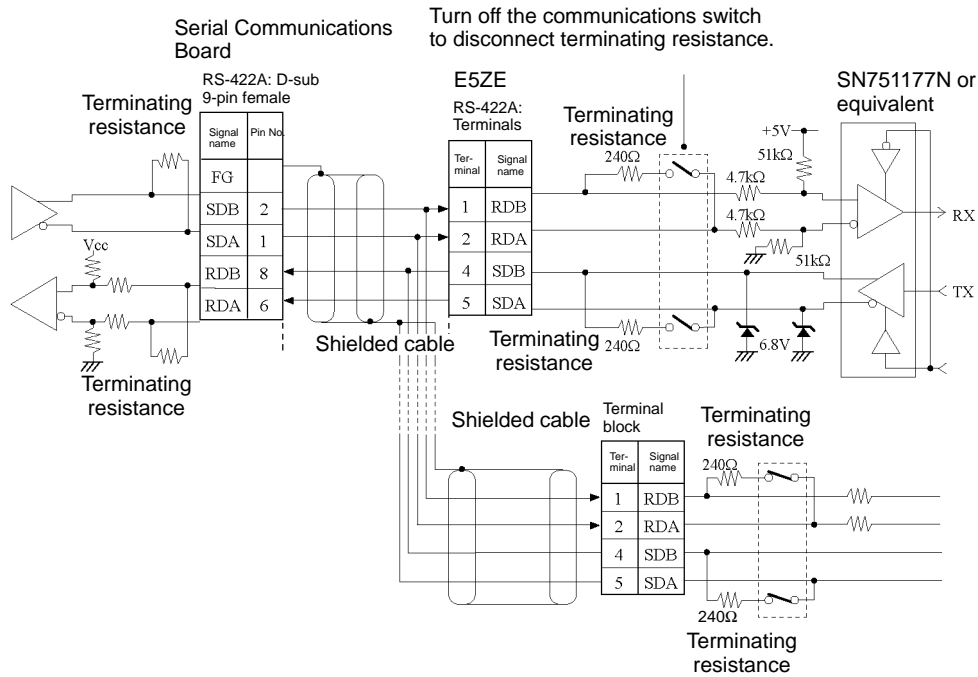 Turn off the communications switch
to disconnect terminating resistance.
Serial Communications
Board
RS-422A: D-sub
9-pin female
Terminating
resistance
Signal
name
Pin No.
FG
SDB 2
SDA 1
RDB 8
RDA 6
Vcc
Terminating
resistance
Shielded cable
E5ZE
RS-422A:
Terminals
Ter-
minal
Signal
name
1 RDB
2 RDA
4 SDB
5 SDA
Terminating
resistance
240Ω
Terminating
resistance
240Ω
+5V
51kΩ
4.7kΩ
4.7kΩ
51kΩ
6.8V
SN751177N or
equivalent
RX
TX
Shielded cable
Terminal
block
Ter-
minal
Signal
name
1 RDB
2 RDA
4 SDB
5 SDA
Terminating
resistance
240Ω
240Ω
Terminating
resistance